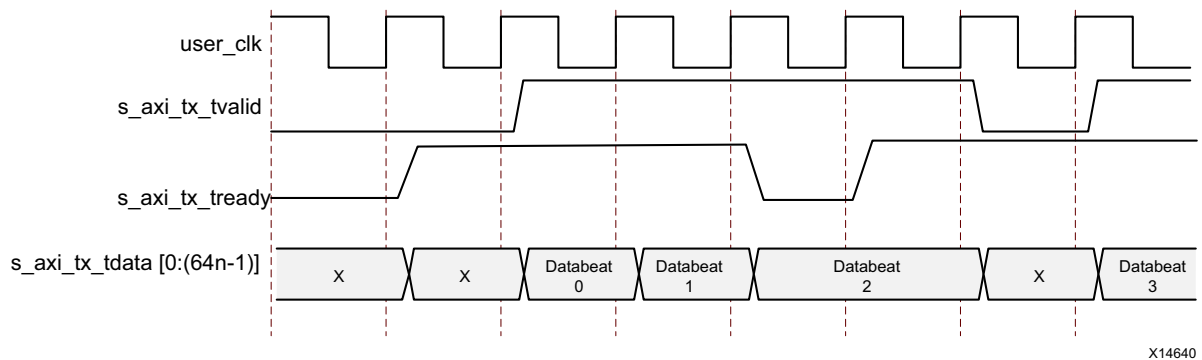 user_clk
s_axi_tx_tvalid
s_axi_tx_tready
s_axi_tx_tdata [0:(64n-1)]
X
X
Databeat
0
Databeat
1
Databeat
2
X
Databeat
3
X14640